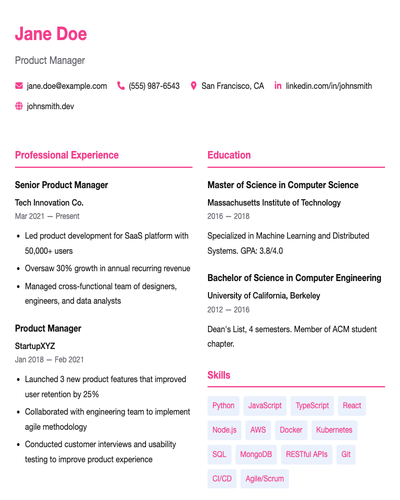 Jane Doe
Product Manager
jane.doe@example.com (555) 987-6543 San Francisco, CA linkedin.com/in/johnsmith
johnsmith.dev
Professional Experience
Senior Product Manager
Tech Innovation Co.
Mar 2021 — Present
• Led product development for SaaS platform with
50,000+ users
• Oversaw 30% growth in annual recurring revenue
• Managed cross-functional team of designers,
engineers, and data analysts
Product Manager
StartupXYZ
Jan 2018 — Feb 2021
• Launched 3 new product features that improved
user retention by 25%
• Collaborated with engineering team to implement
agile methodology
• Conducted customer interviews and usability
testing to improve product experience
Education
Master of Science in Computer Science
Massachusetts Institute of Technology
2016 — 2018
Specialized in Machine Learning and Distributed
Systems. GPA: 3.8/4.0
Bachelor of Science in Computer Engineering
University of California, Berkeley
2012 — 2016
Dean's List, 4 semesters. Member of ACM student
chapter.
Skills
Python JavaScript TypeScript React
Node.js AWS Docker Kubernetes
SQL MongoDB RESTful APIs Git
CI/CD Agile/Scrum